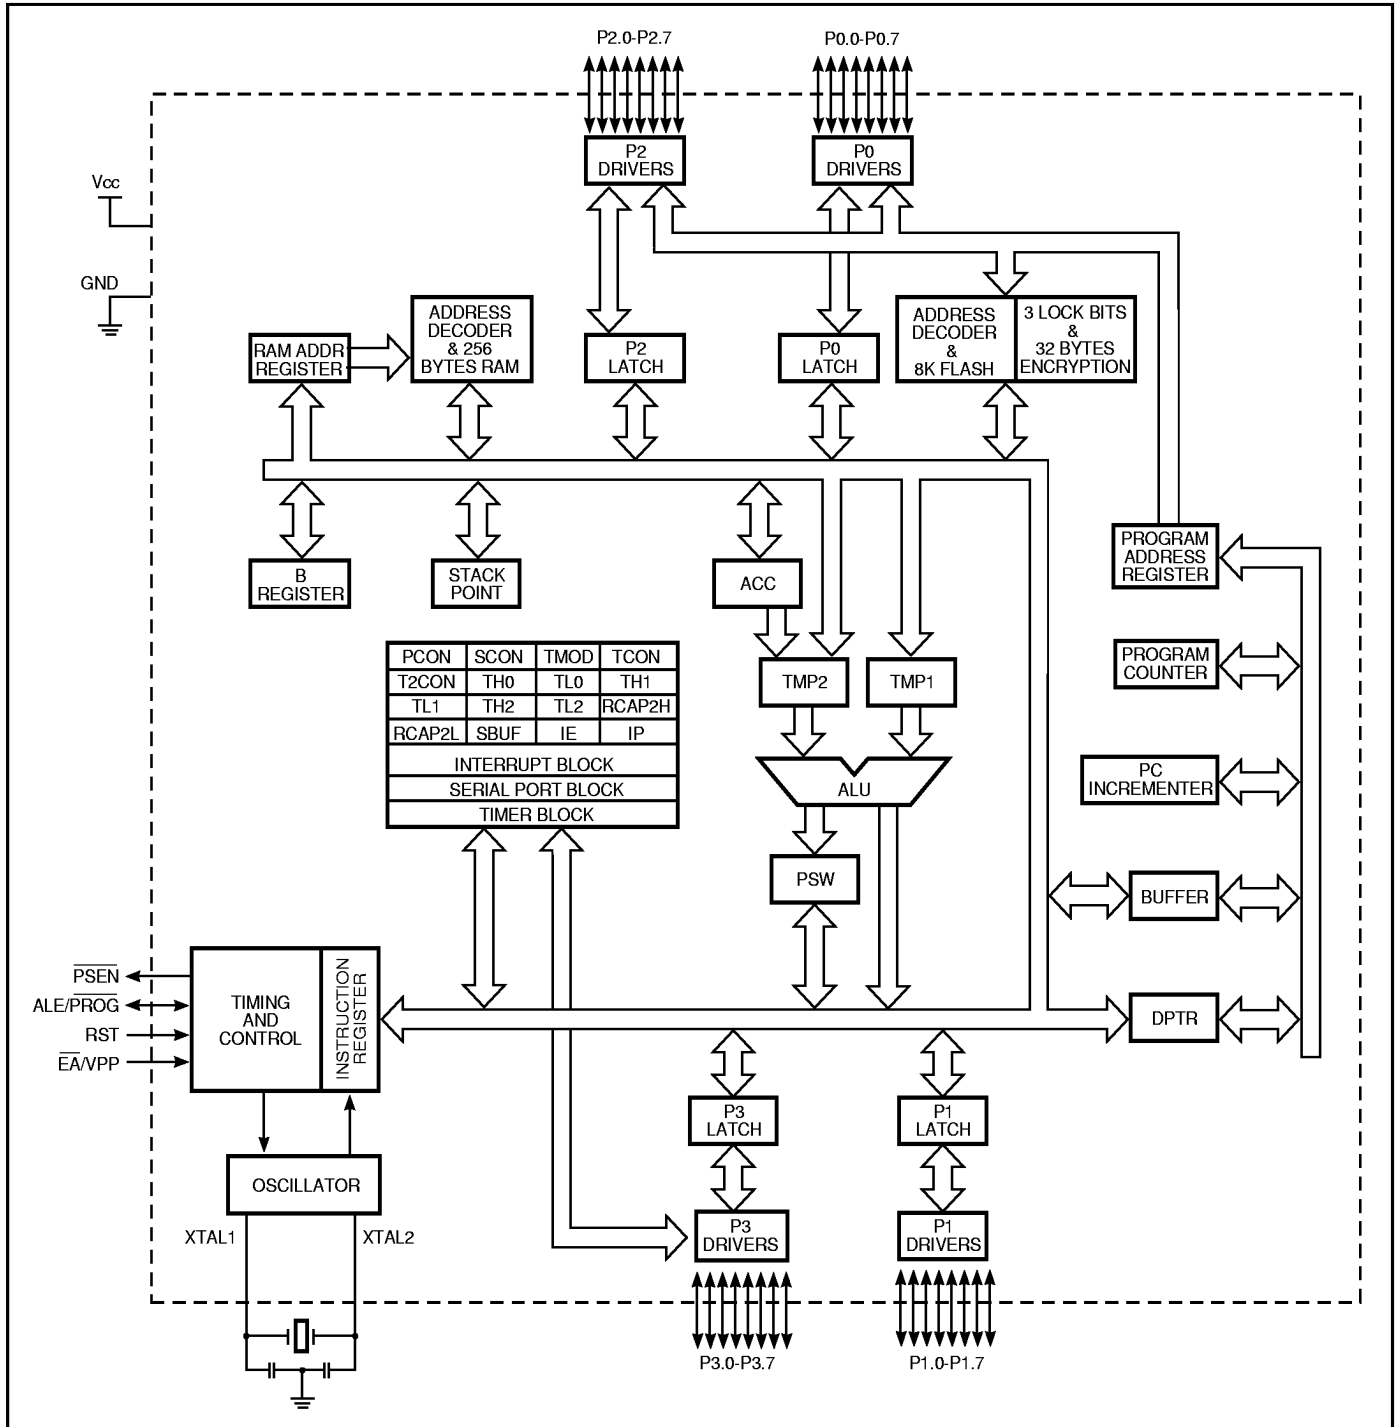 P2.0-P2.7
P0.0-P0.7
P2
DRIVERS
P0
DRIVERS
Vcc
GND
RAM ADDR
REGISTER
ADDRESS
DECODER
& 256
BYTES RAM
P2
LATCH
P0
LATCH
ADDRESS
DECODER
&
8K FLASH
3 LOCK BITS
&
32 BYTES
ENCRYPTION
B
REGISTER
STACK
POINT
ACC
PROGRAM
ADDRESS
REGISTER
PCON SCON TMOD TCON
T2CON TH0 TL0 TH1
TL1 TH2 TL2 RCAP2H
RCAP2L SBUF IE IP
INTERRUPT BLOCK
SERIAL PORT BLOCK
TIMER BLOCK
TMP2
TMP1
PROGRAM
COUNTER
ALU
PC
INCREMENTER
PSW
BUFFER
PSEN
ALE/PROG
RST
EA/VPP
TIMING
AND
CONTROL
INSTRUCTION
REGISTER
DPTR
P3
LATCH
P1
LATCH
OSCILLATOR
XTAL1
XTAL2
P3
DRIVERS
P1
DRIVERS
P3.0-P3.7
P1.0-P1.7